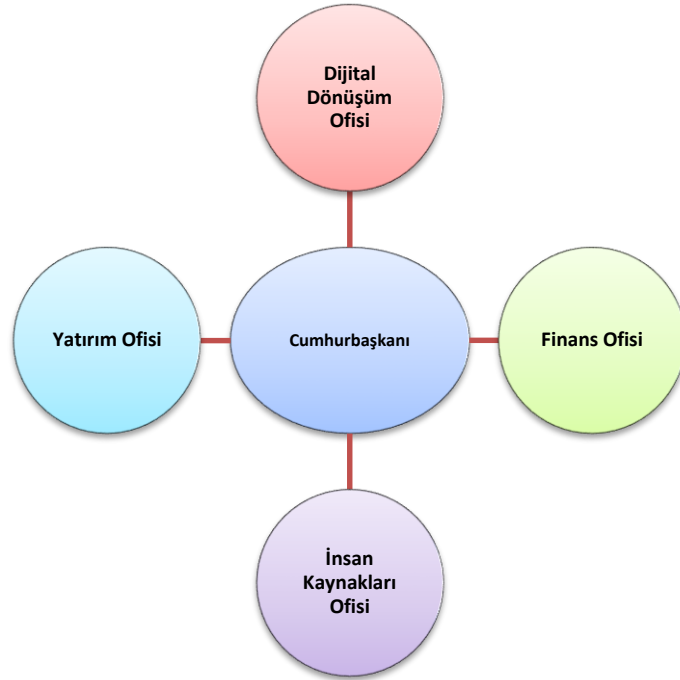 Dijital
Dönüşüm
Ofisi
Yatırım Ofisi
Cumhurbaşkanı
Finans Ofisi
İnsan
Kaynakları
Ofisi